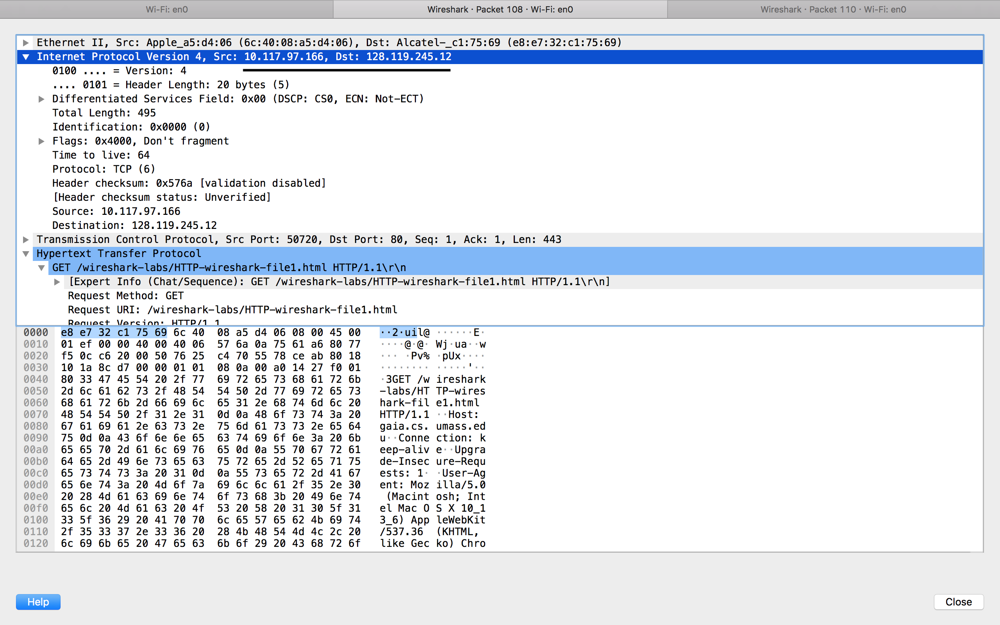 Wi-Fi: en0
Wireshark · Packet 108 · Wi-Fi: en0
Wireshark · Packet 110 · Wi-Fi: en0
Ethernet II, Src: Apple_a5:d4:06 (6c:40:08:a5:d4:06), Dst: Alcatel-_c1:75:69 (e8:e7:32:c1:75:69)
Internet Protocol Version 4, Src: 10.117.97.166, Dst: 128.119.245.12
0100 .... = Version: 4
.... 0101 = Header Length: 20 bytes (5)
Differentiated Services Field: 0x00 (DSCP: CS0, ECN: Not-ECT)
Total Length: 495
Identification: 0x0000 (0)
Flags: 0x4000, Don't fragment
Time to live: 64
Protocol: TCP (6)
Header checksum: 0x576a [validation disabled]
[Header checksum status: Unverified]
Source: 10.117.97.166
Destination: 128.119.245.12
Transmission Control Protocol, Src Port: 50720, Dst Port: 80, Seq: 1, Ack: 1, Len: 443
Hypertext Transfer Protocol
GET /wireshark-labs/HTTP-wireshark-file1.html HTTP/1.1\r\n
[Expert Info (Chat/Sequence): GET /wireshark-labs/HTTP-wireshark-file1.html HTTP/1.1\r\n]
Request Method: GET
Request URI: /wireshark-labs/HTTP-wireshark-file1.html
Request Version: HTTP/1.1
0000 e8 e7 32 c1 75 69 6c 40 08 a5 d4 06 08 00 45 00 ··2·uil@ ······E·
0010 01 ef 00 00 40 00 40 06 57 6a 0a 75 61 a6 80 77 ····@·@· Wj·ua··w
0020 f5 0c c6 20 00 50 76 25 c4 70 55 78 ce ab 80 18 ··· ·Pv% ·pUx····
0030 10 1a 8c d7 00 00 01 01 08 0a 00 a0 14 27 f0 01 ········ ·····'··
0040 80 33 47 45 54 20 2f 77 69 72 65 73 68 61 72 6b ·3GET /w ireshark
0050 2d 6c 61 62 73 2f 48 54 54 50 2d 77 69 72 65 73 -labs/HT TP-wires
0060 68 61 72 6b 2d 66 69 6c 65 31 2e 68 74 6d 6c 20 hark-fil e1.html
0070 48 54 54 50 2f 31 2e 31 0d 0a 48 6f 73 74 3a 20 HTTP/1.1 ··Host:
0080 67 61 69 61 2e 63 73 2e 75 6d 61 73 73 2e 65 64 gaia.cs. umass.ed
0090 75 0d 0a 43 6f 6e 6e 65 63 74 69 6f 6e 3a 20 6b u··Conne ction: k
00a0 65 65 70 2d 61 6c 69 76 65 0d 0a 55 70 67 72 61 eep-aliv e··Upgra
00b0 64 65 2d 49 6e 73 65 63 75 72 65 2d 52 65 71 75 de-Insec ure-Requ
00c0 65 73 74 73 3a 20 31 0d 0a 55 73 65 72 2d 41 67 ests: 1· ·User-Ag
00d0 65 6e 74 3a 20 4d 6f 7a 69 6c 6c 61 2f 35 2e 30 ent: Moz illa/5.0
00e0 20 28 4d 61 63 69 6e 74 6f 73 68 3b 20 49 6e 74 (Macint osh; Int
00f0 65 6c 20 4d 61 63 20 4f 53 20 58 20 31 30 5f 31 el Mac O S X 10_1
0100 33 5f 36 29 20 41 70 70 6c 65 57 65 62 4b 69 74 3_6) App leWebKit
0110 2f 35 33 37 2e 33 36 20 28 4b 48 54 4d 4c 2c 20 /537.36 (KHTML,
0120 6c 69 6b 65 20 47 65 63 6b 6f 29 20 43 68 72 6f like Gec ko) Chro
Help
Close